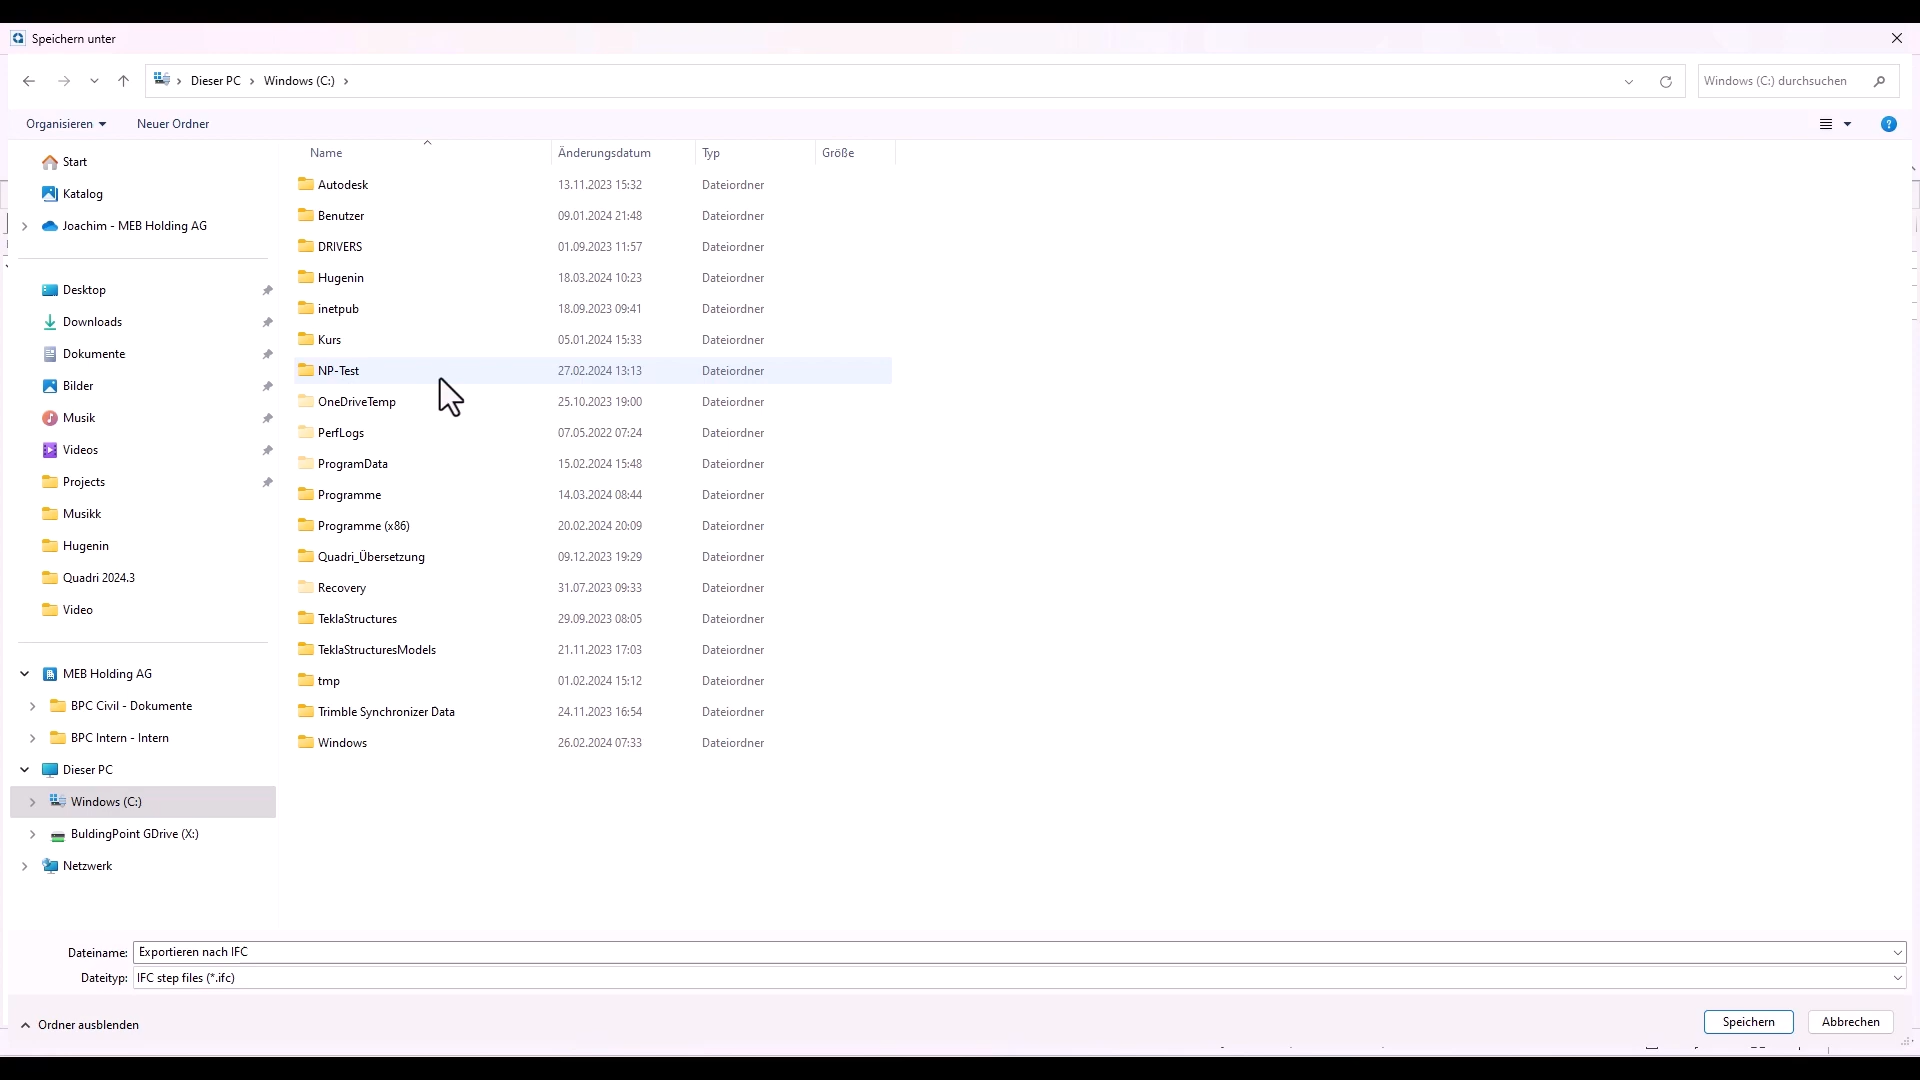 Speichern unter
Dieser PC > Windows (C:) >
Windows (C:) durchsuchen
Organisieren
Neuer Ordner
Start
Katalog
Joachim - MEB Holding AG
Desktop
Downloads
Dokumente
Bilder
Musik
Videos
Projects
Musikk
Hugenin
Quadri 2024.3
Video
MEB Holding AG
BPC Civil - Dokumente
BPC Intern - Intern
Dieser PC
Windows (C:)
BuldingPoint GDrive (X:)
Netzwerk
Name Änderungsdatum Typ Größe
Autodesk 13.11.2023 15:32 Dateiordner
Benutzer 09.01.2024 21:48 Dateiordner
DRIVERS 01.09.2023 11:57 Dateiordner
Hugenin 18.03.2024 10:23 Dateiordner
inetpub 18.09.2023 09:41 Dateiordner
Kurs 05.01.2024 15:33 Dateiordner
NP-Test 27.02.2024 13:13 Dateiordner
OneDriveTemp 25.10.2023 19:00 Dateiordner
PerfLogs 07.05.2022 07:24 Dateiordner
ProgramData 15.02.2024 15:48 Dateiordner
Programme 14.03.2024 08:44 Dateiordner
Programme (x86) 20.02.2024 20:09 Dateiordner
Quadri_Übersetzung 09.12.2023 19:29 Dateiordner
Recovery 31.07.2023 09:33 Dateiordner
TeklaStructures 29.09.2023 08:05 Dateiordner
TeklaStructuresModels 21.11.2023 17:03 Dateiordner
tmp 01.02.2024 15:12 Dateiordner
Trimble Synchronizer Data 24.11.2023 16:54 Dateiordner
Windows 26.02.2024 07:33 Dateiordner
Dateiname: Exportieren nach IFC
Dateityp: IFC step files (*.ifc)
Ordner ausblenden
Speichern
Abbrechen